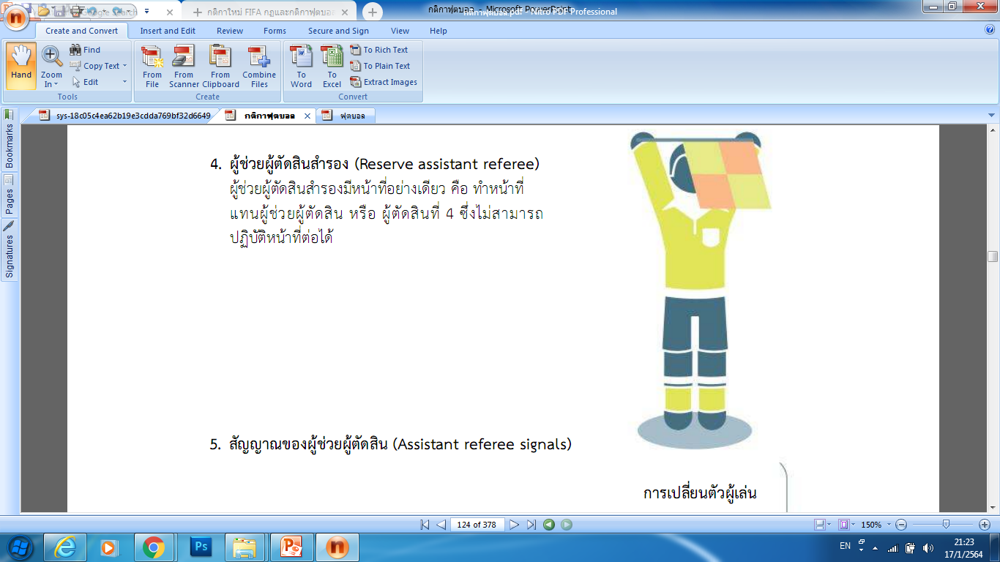 Google Search
กติกาใหม่ FIFA กฏและกติกาฟุตบอ
กติกาฟุตบอล.pdf - Nitro PDF Professional
Create and Convert
Insert and Edit
Review
Forms
Secure and Sign
View
Help
Hand
Zoom In
Find
Copy Text
Edit
Tools
From File
From Scanner
From Clipboard
Combine Files
Create
To Word
To Excel
To Rich Text
To Plain Text
Extract Images
Convert
sys-18c05c4ea62b19e3cdda769bf32d6649
กติกาฟุตบอล
ฟุตบอล
Bookmarks
Pages
Signatures
4. ผู้ช่วยผู้ตัดสินสำรอง (Reserve assistant referee)
ผู้ช่วยผู้ตัดสินสำรองมีหน้าที่อย่างเดียว คือ ทำหน้าที่
แทนผู้ช่วยผู้ตัดสิน หรือ ผู้ตัดสินที่ 4 ซึ่งไม่สามารถ
ปฏิบัติหน้าที่ต่อได้
5. สัญญาณของผู้ช่วยผู้ตัดสิน (Assistant referee signals)
การเปลี่ยนตัวผู้เล่น
124 of 378
150%
Ps
EN
21:23
17/1/2564